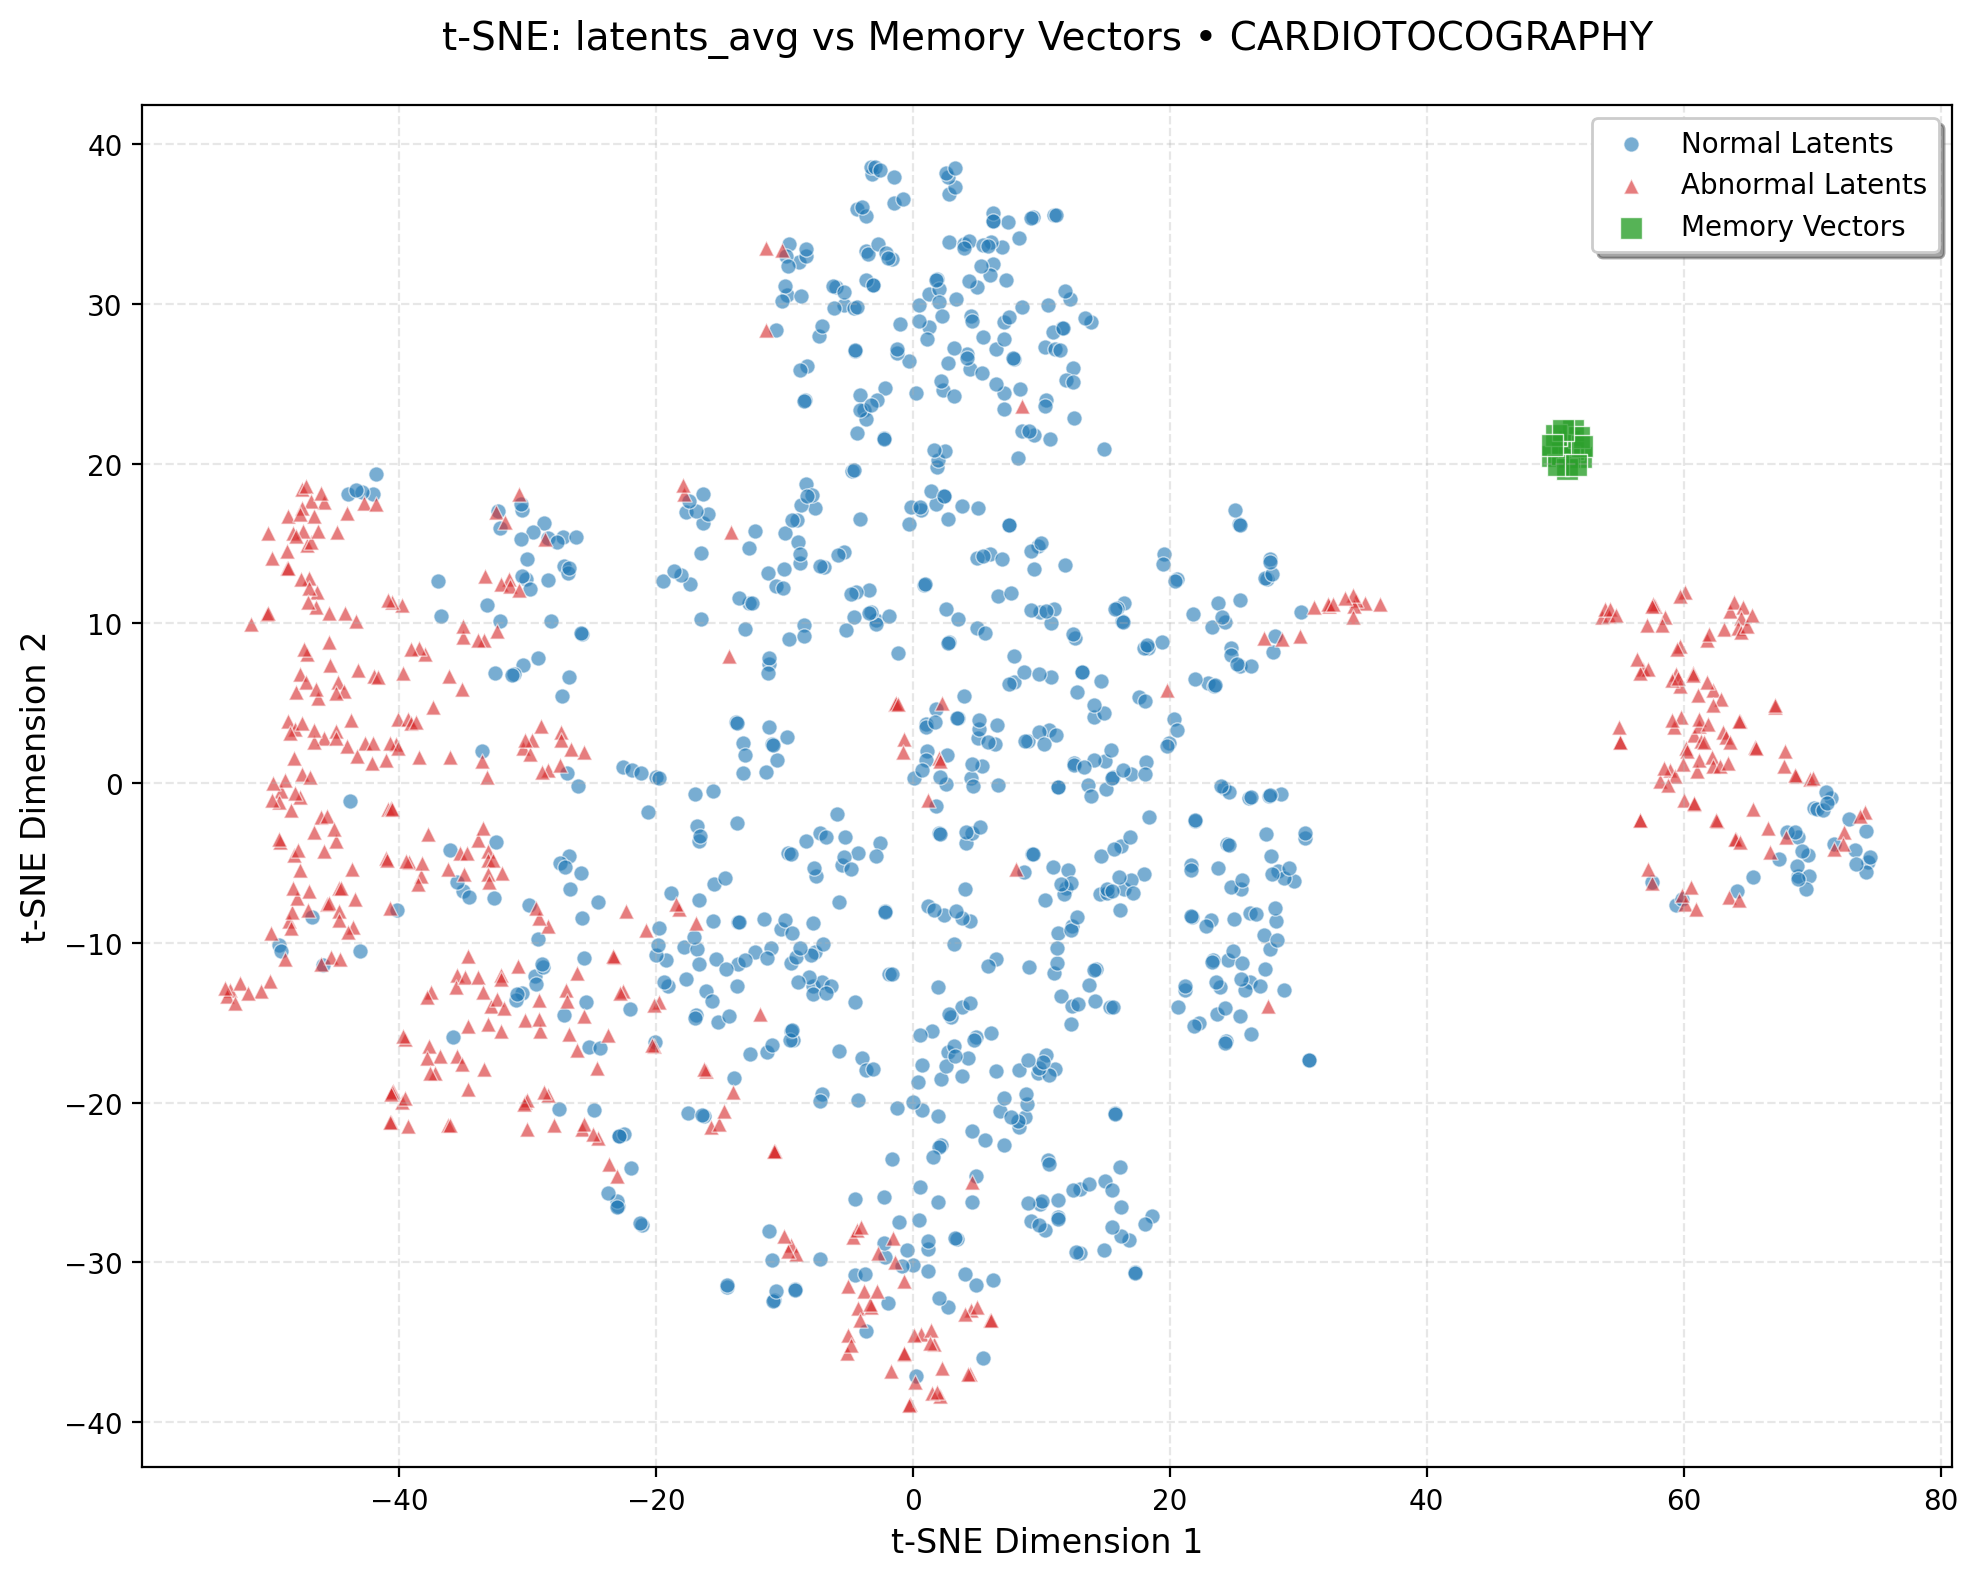 t-SNE: latents_avg vs Memory Vectors • CARDIOTOCOGRAPHY
Normal Latents
Abnormal Latents
Memory Vectors
t-SNE Dimension 2
40
30
20
10
0
−10
−20
−30
−40
−40
−20
0
20
40
60
80
t-SNE Dimension 1